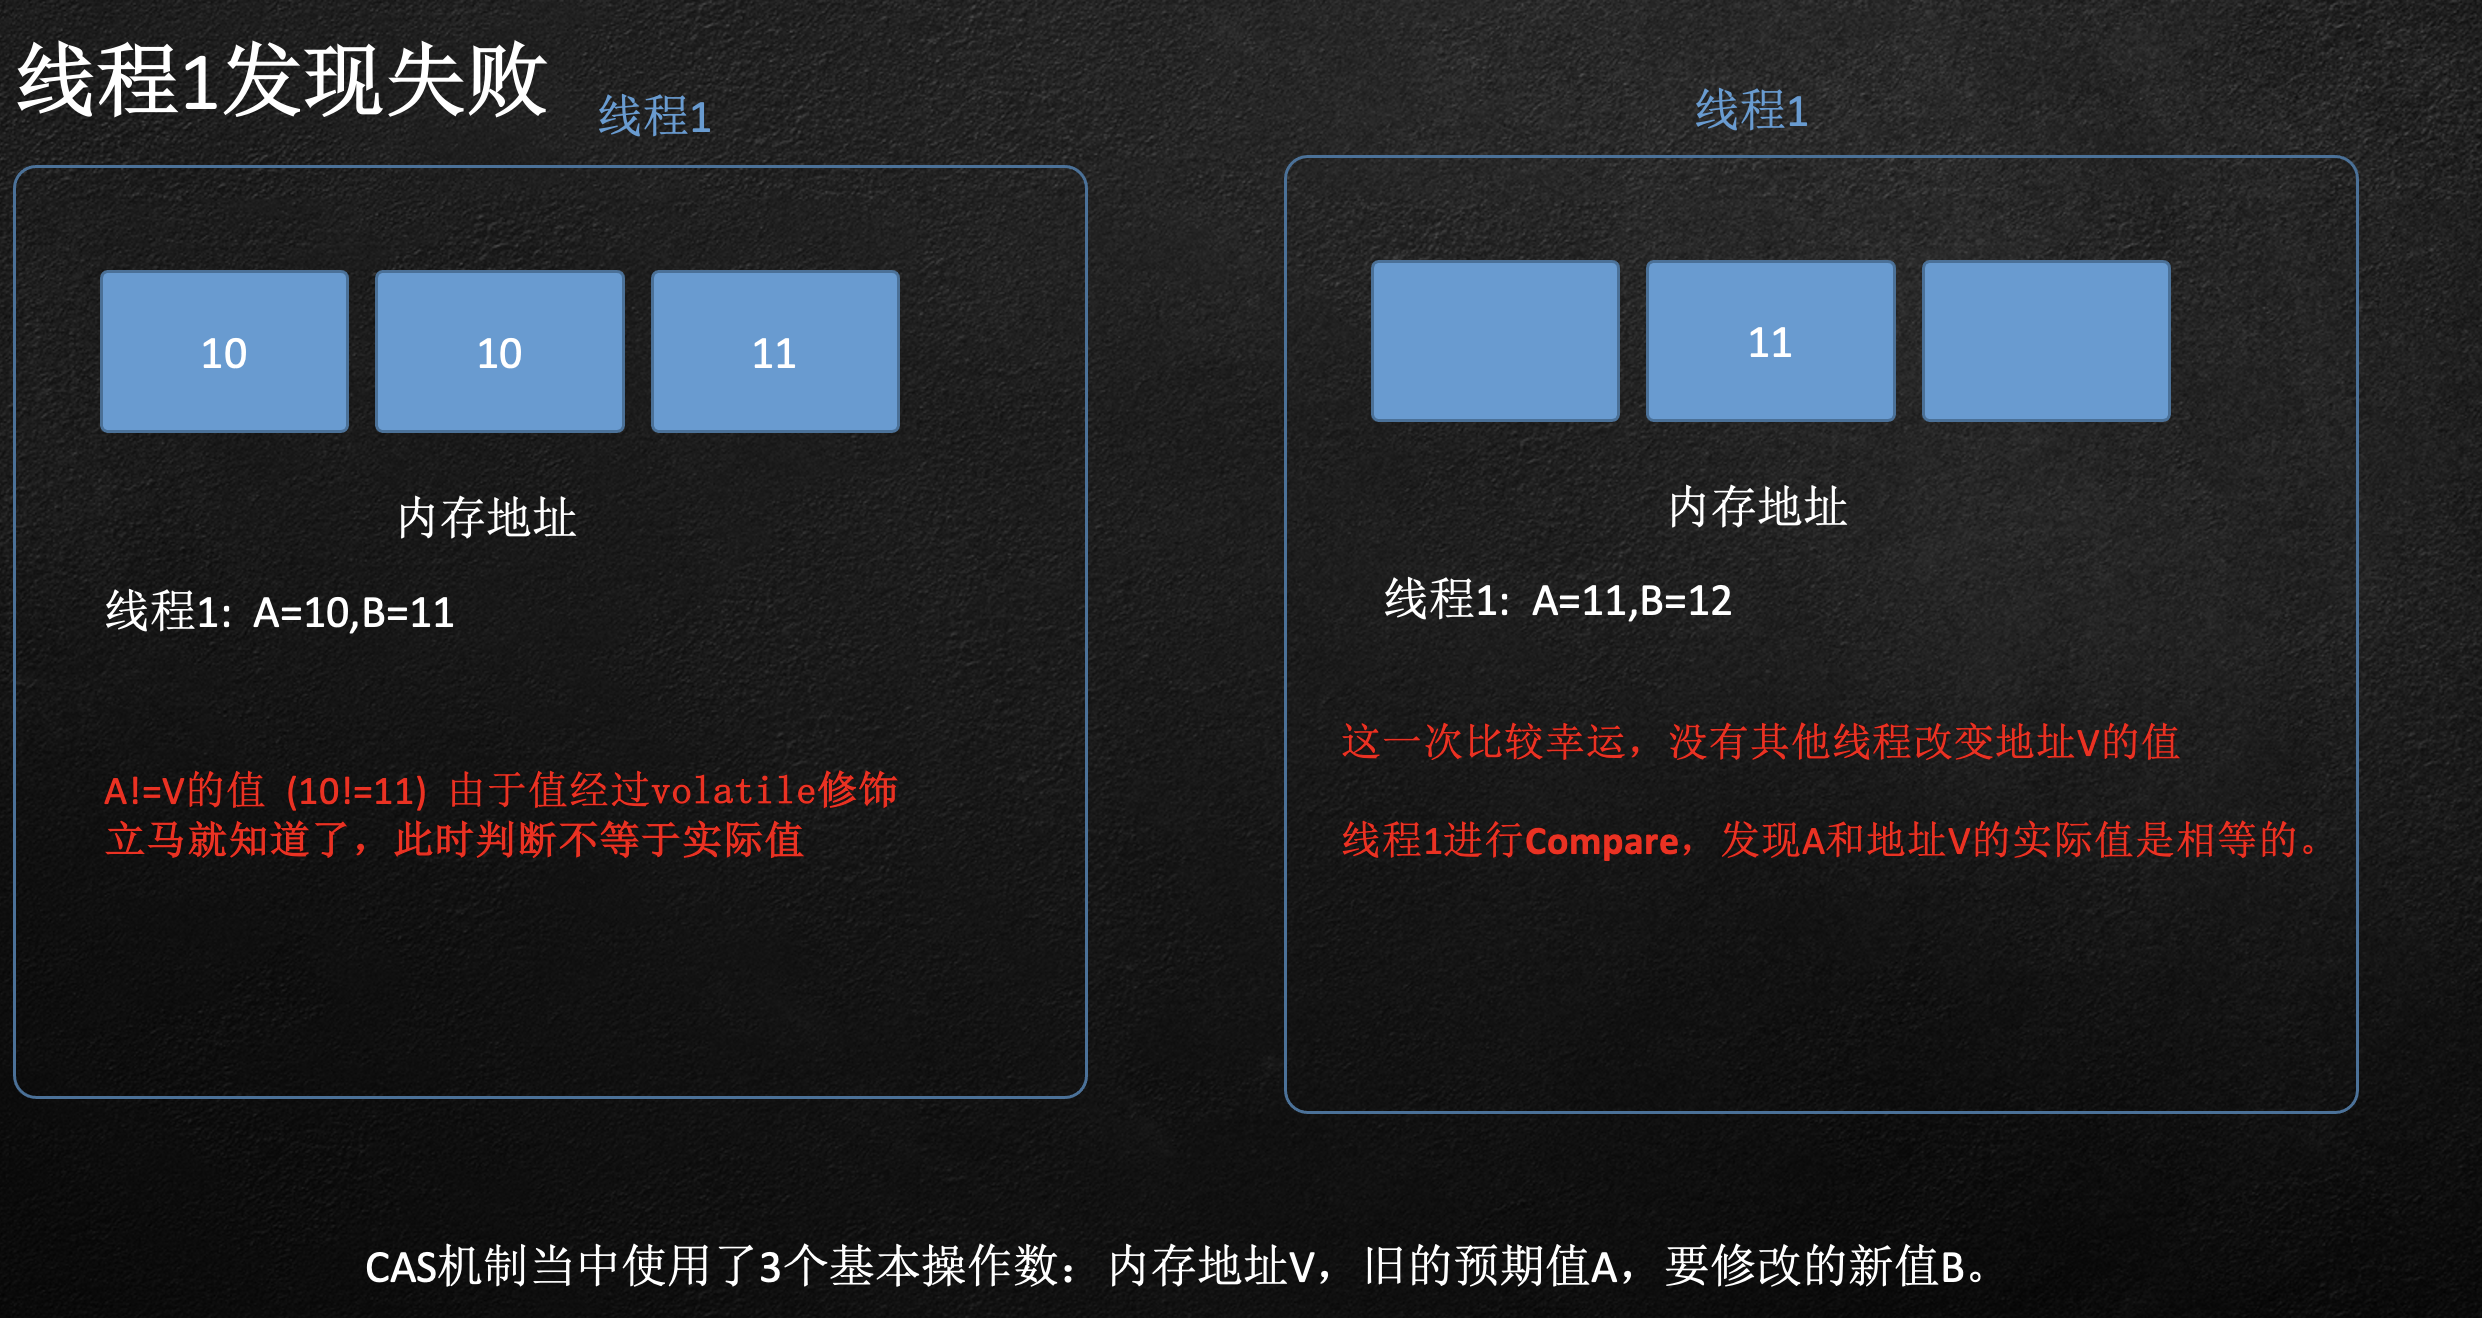 线程1发现失败
线程1
10
10
11
内存地址
线程1: A=10,B=11
A!=V的值（10!=11）由于值经过volatile修饰
立马就知道了，此时判断不等于实际值
线程1
11
内存地址
线程1: A=11,B=12
这一次比较幸运，没有其他线程改变地址V的值
线程1进行Compare，发现A和地址V的实际值是相等的。
CAS机制当中使用了3个基本操作数：内存地址V，旧的预期值A，要修改的新值B。